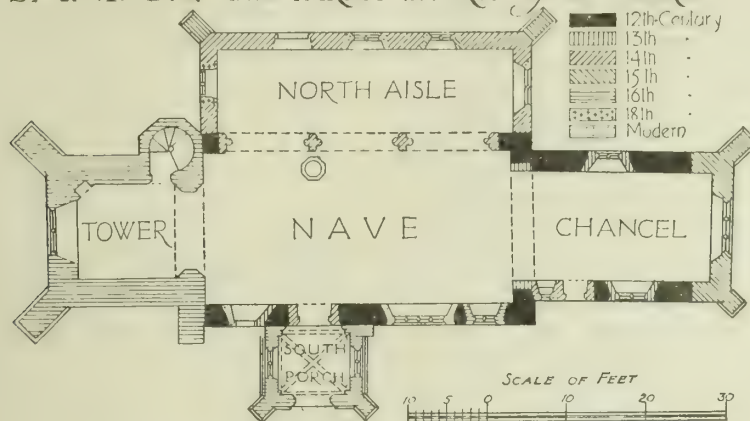 12th-Century
13th "
14th "
15th "
16th "
18th "
Modern
NORTH AISLE
TOWER
NAVE
CHANCEL
SOUTH
PORCH
SCALE OF FEET
10 5 0 10 20 30